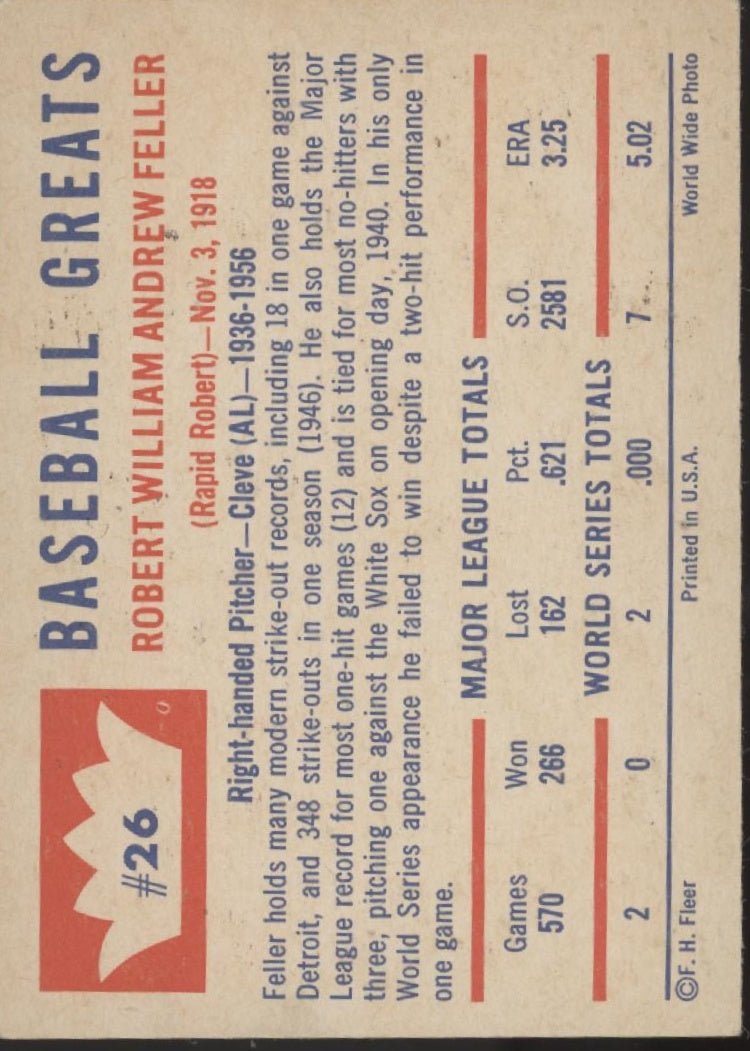 #26
BASEBALL GREATS
ROBERT WILLIAM ANDREW FELLER
(Rapid Robert)—Nov. 3, 1918
Right-handed Pitcher—Cleve (AL)—1936-1956
Feller holds many modern strike-out records, including 18 in one game against
Detroit, and 348 strike-outs in one season (1946). He also holds the Major
League record for most one-hit games (12) and is tied for most no-hitters with
three, pitching one against the White Sox on opening day, 1940. In his only
World Series appearance he failed to win despite a two-hit performance in
one game.
MAJOR LEAGUE TOTALS
Games Won Lost Pct. S.O. ERA
570 266 162 .621 2581 3.25
WORLD SERIES TOTALS
2 0 2 .000 7 5.02
©F. H. Fleer Printed in U.S.A. World Wide Photo